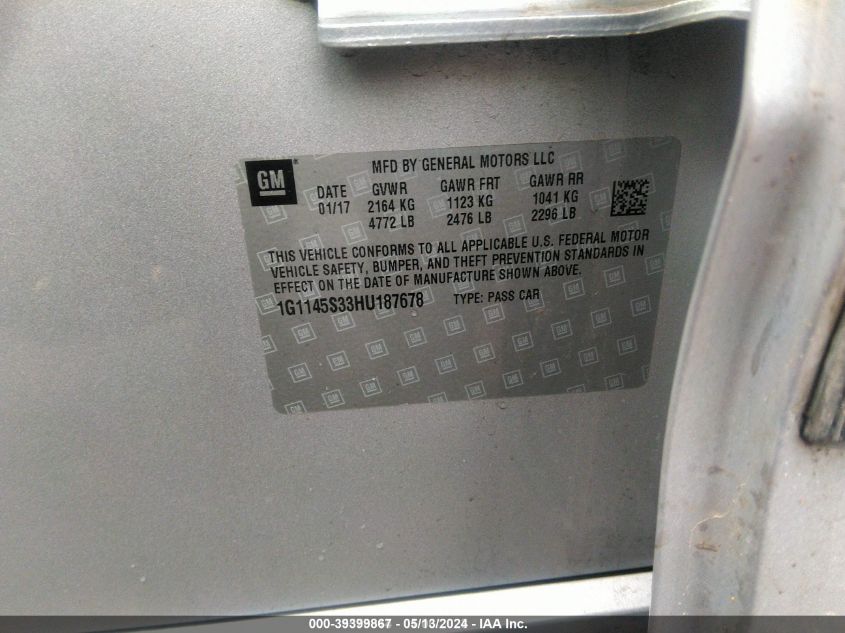 GM
MFD BY GENERAL MOTORS LLC
DATE GVWR GAWR FRT GAWR RR
01/17 2164 KG 1123 KG 1041 KG
4772 LB 2476 LB 2296 LB
THIS VEHICLE CONFORMS TO ALL APPLICABLE U.S. FEDERAL MOTOR
VEHICLE SAFETY, BUMPER, AND THEFT PREVENTION STANDARDS IN
EFFECT ON THE DATE OF MANUFACTURE SHOWN ABOVE.
1G1145S33HU187678 TYPE: PASS CAR
000-39399867 - 05/13/2024 - IAA Inc.